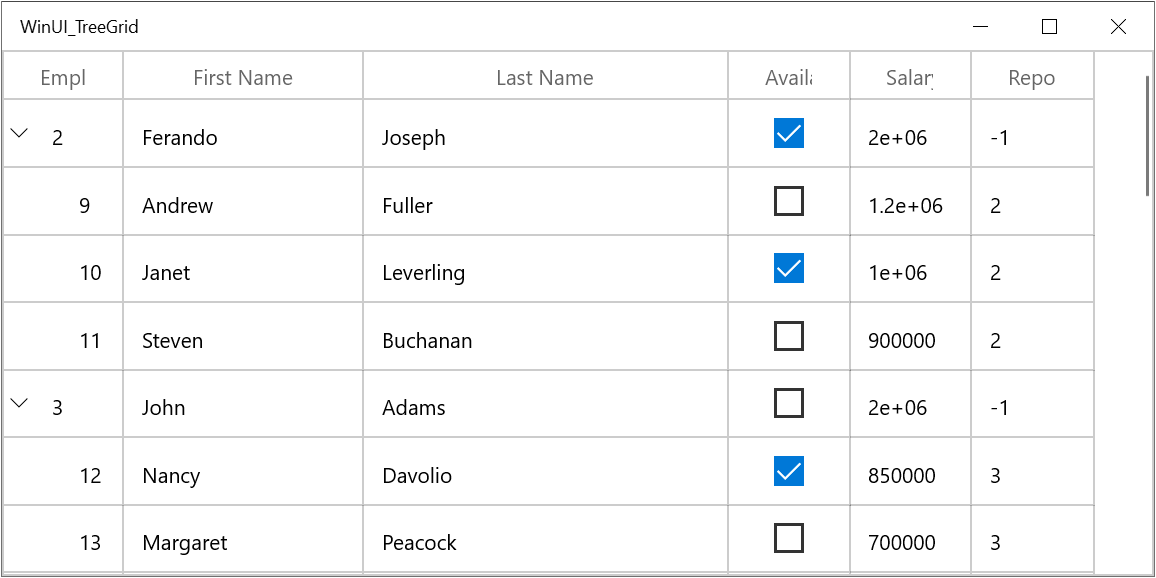 WinUI_TreeGrid
Empl First Name Last Name Availa Salary Repo
2 Ferando Joseph 2e+06 -1
9 Andrew Fuller 1.2e+06 2
10 Janet Leverling 1e+06 2
11 Steven Buchanan 900000 2
3 John Adams 2e+06 -1
12 Nancy Davolio 850000 3
13 Margaret Peacock 700000 3